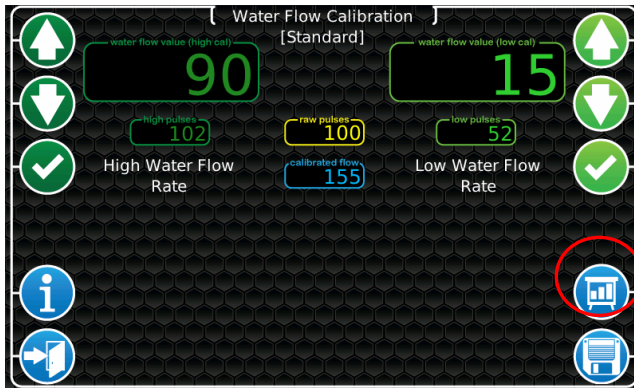 Water Flow Calibration
[Standard]
water flow value (high cal)
90
water flow value (low cal)
15
high pulses
102
raw pulses
100
low pulses
52
High Water Flow
Rate
calibrated flow
155
Low Water Flow
Rate
i